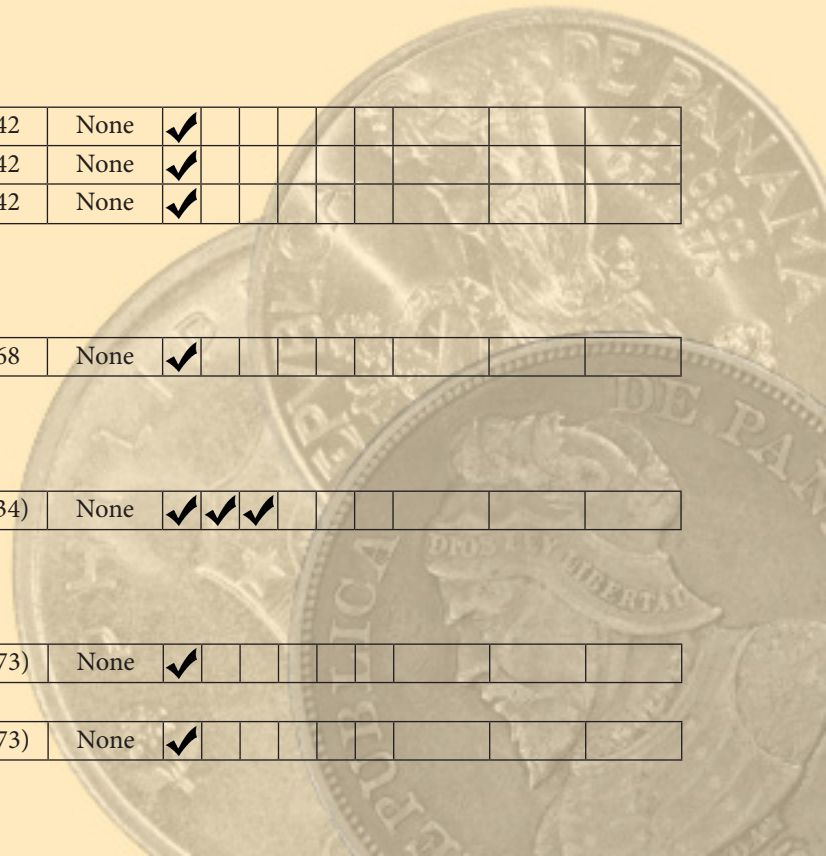 42 None ✓
42 None ✓
42 None ✓
68 None ✓
34) None ✓ ✓ ✓
73) None ✓
73) None ✓
DE PANAMA
DE PAN
REPUBLICA
DIOS LEY LIBERTAD